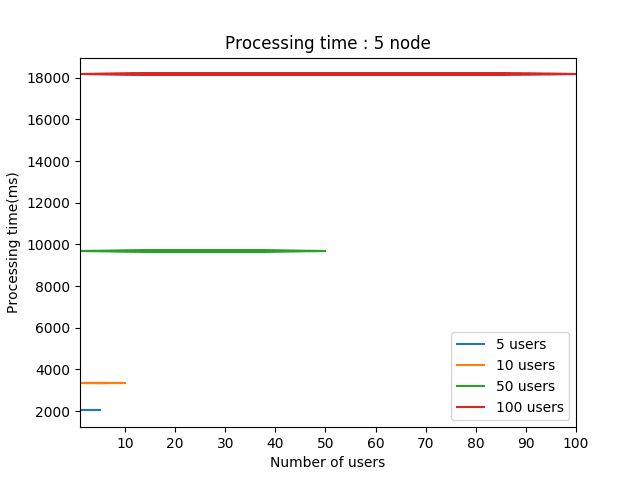 Processing time : 5 node
Processing time(ms)
18000
16000
14000
12000
10000
8000
6000
4000
2000
10 20 30 40 50 60 70 80 90 100
Number of users
5 users
10 users
50 users
100 users